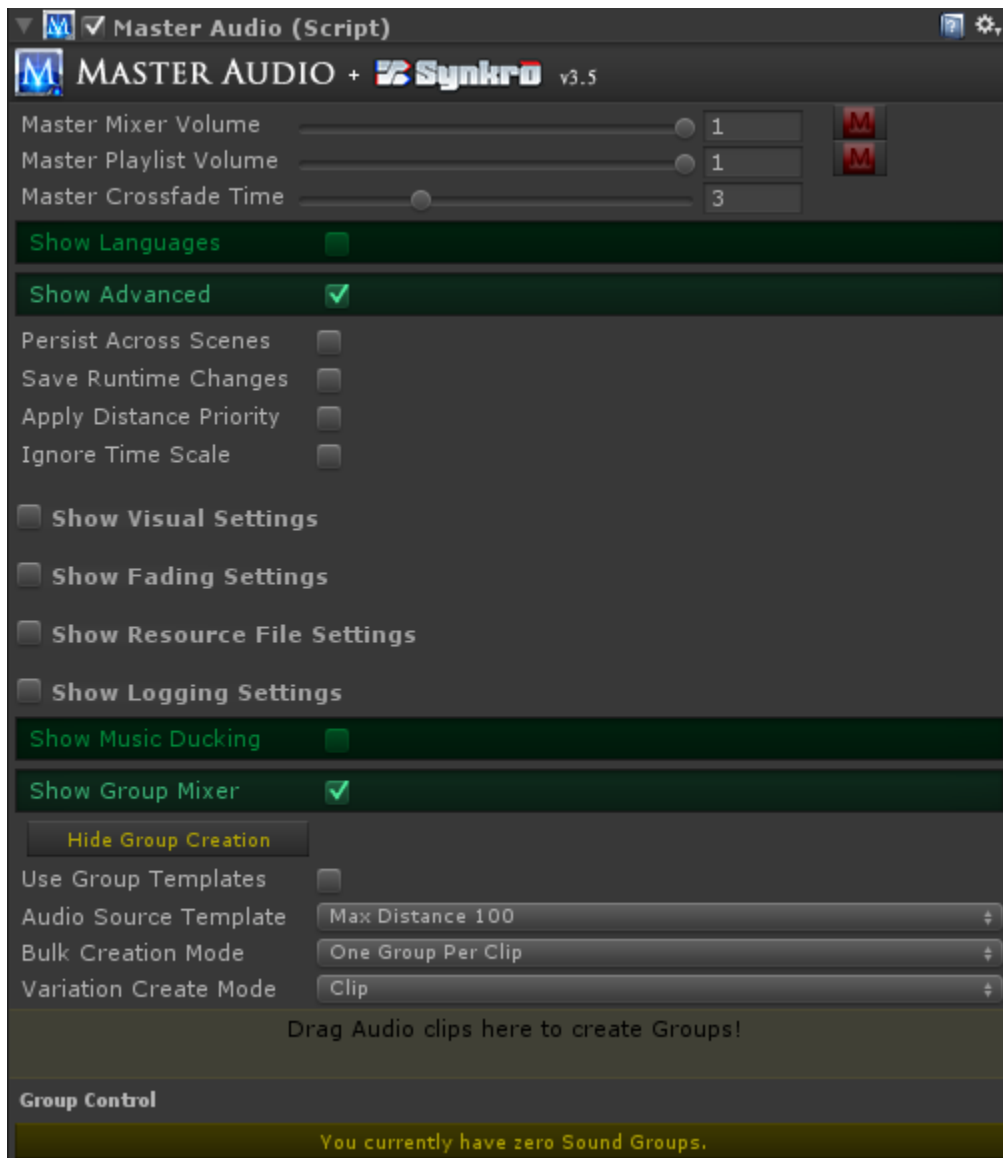 Master Audio (Script)
M MASTER AUDIO + Synkro v3.5
Master Mixer Volume 1 M
Master Playlist Volume 1 M
Master Crossfade Time 3
Show Languages
Show Advanced
Persist Across Scenes
Save Runtime Changes
Apply Distance Priority
Ignore Time Scale
Show Visual Settings
Show Fading Settings
Show Resource File Settings
Show Logging Settings
Show Music Ducking
Show Group Mixer
Hide Group Creation
Use Group Templates
Audio Source Template Max Distance 100
Bulk Creation Mode One Group Per Clip
Variation Create Mode Clip
Drag Audio clips here to create Groups!
Group Control
You currently have zero Sound Groups.